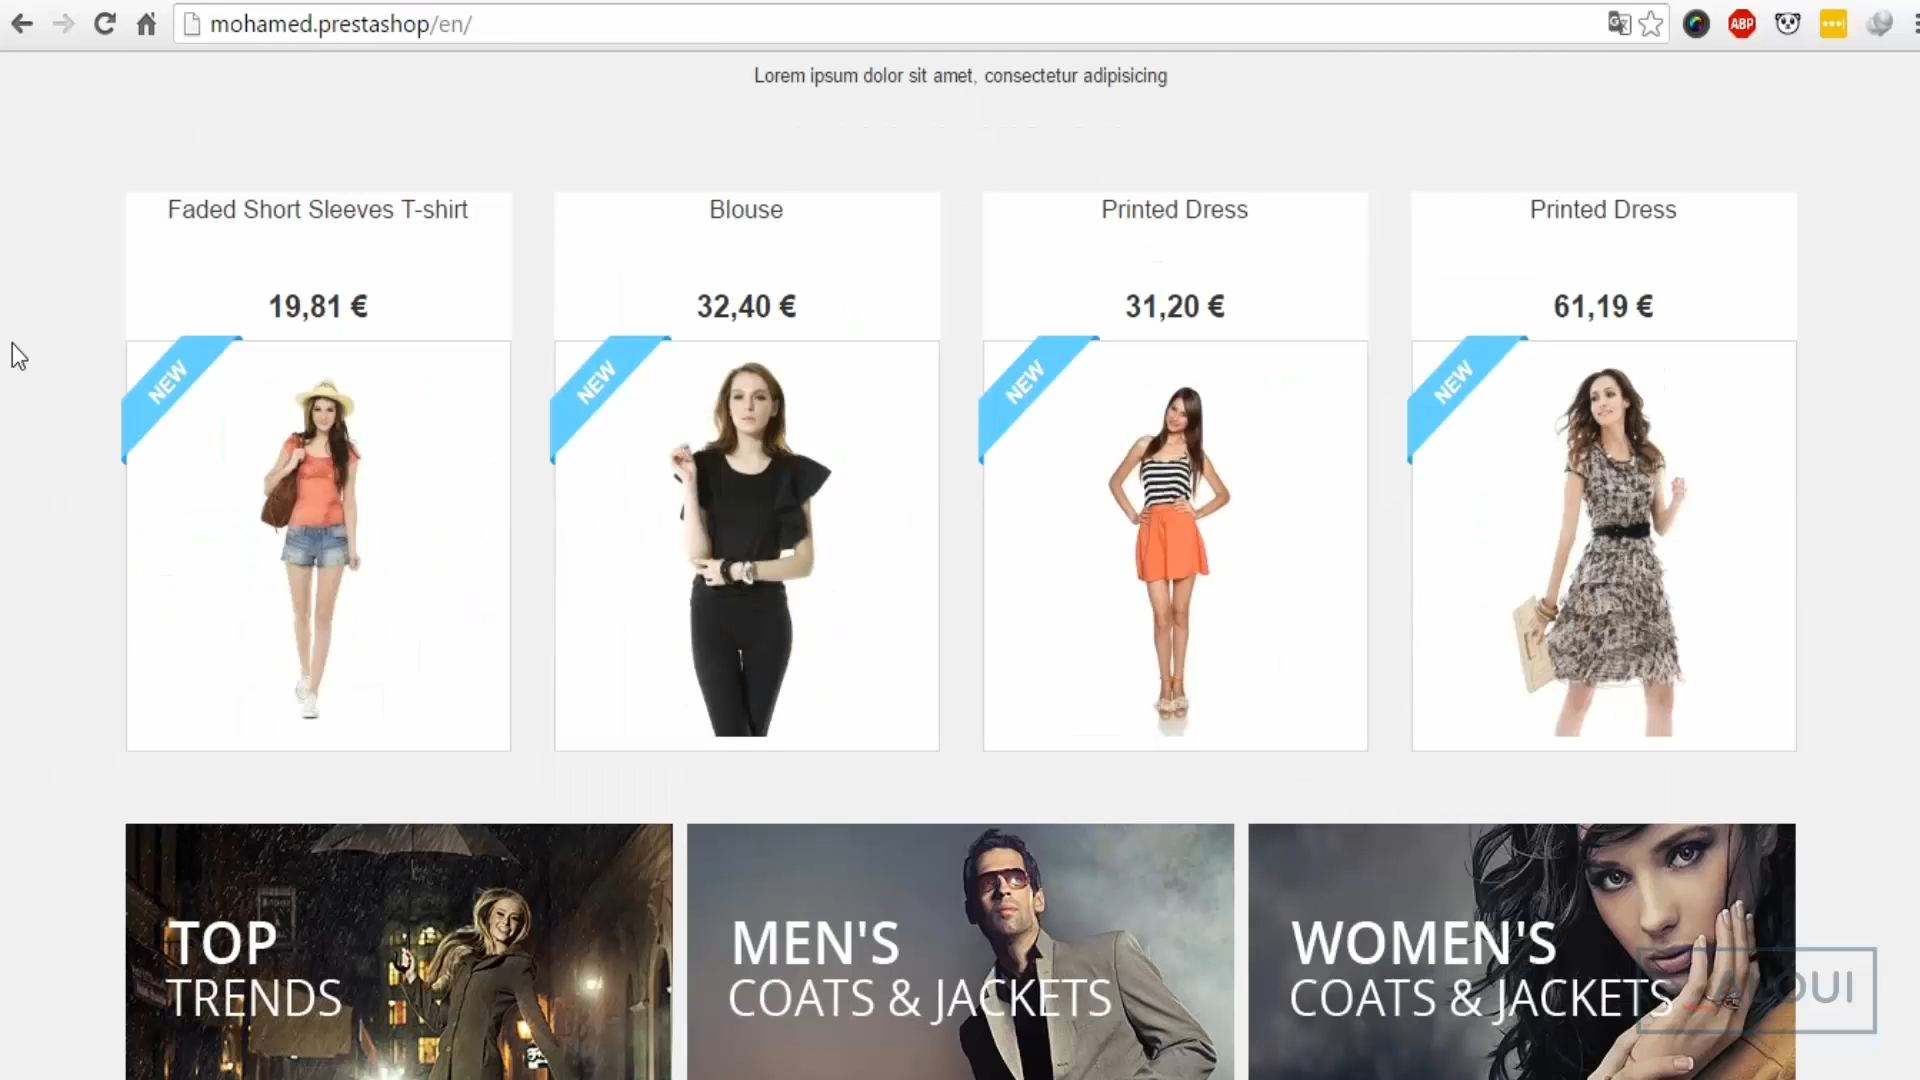 mohamed.prestashop/en/
ABP
Lorem ipsum dolor sit amet, consectetur adipisicing
Faded Short Sleeves T-shirt
Blouse
Printed Dress
Printed Dress
19,81 €
32,40 €
31,20 €
61,19 €
NEW
NEW
NEW
NEW
TOP
TRENDS
MEN'S
COATS & JACKETS
WOMEN'S
COATS & JACKETS